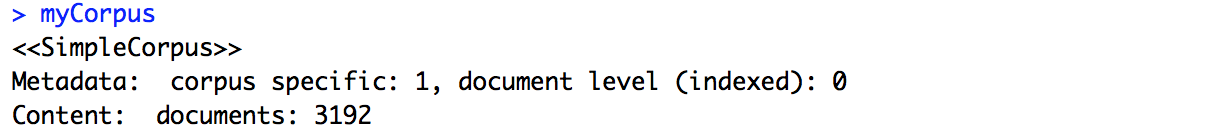 > myCorpus
<<SimpleCorpus>>
Metadata:  corpus specific: 1, document level (indexed): 0
Content:  documents: 3192